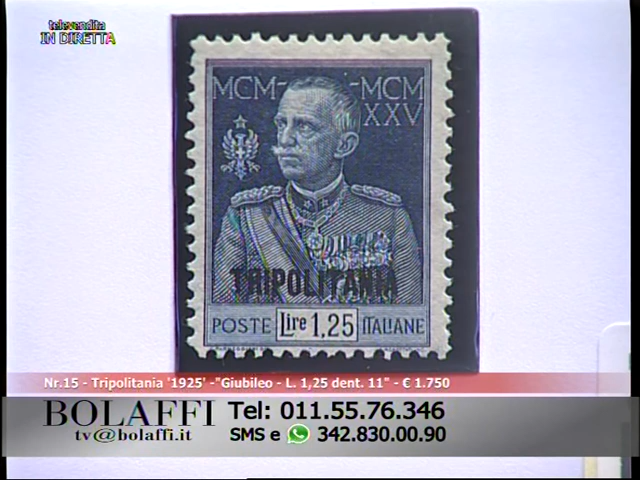 televendita
IN DIRETTA
MCM- -MCM
XXV
TRIPOLITANIA
POSTE Lire 1,25 ITALIANE
Nr.15 - Tripolitania '1925' -"Giubileo - L. 1,25 dent. 11" - € 1.750
BOLAFFI
tv@bolaffi.it
Tel: 011.55.76.346
SMS e 342.830.00.90